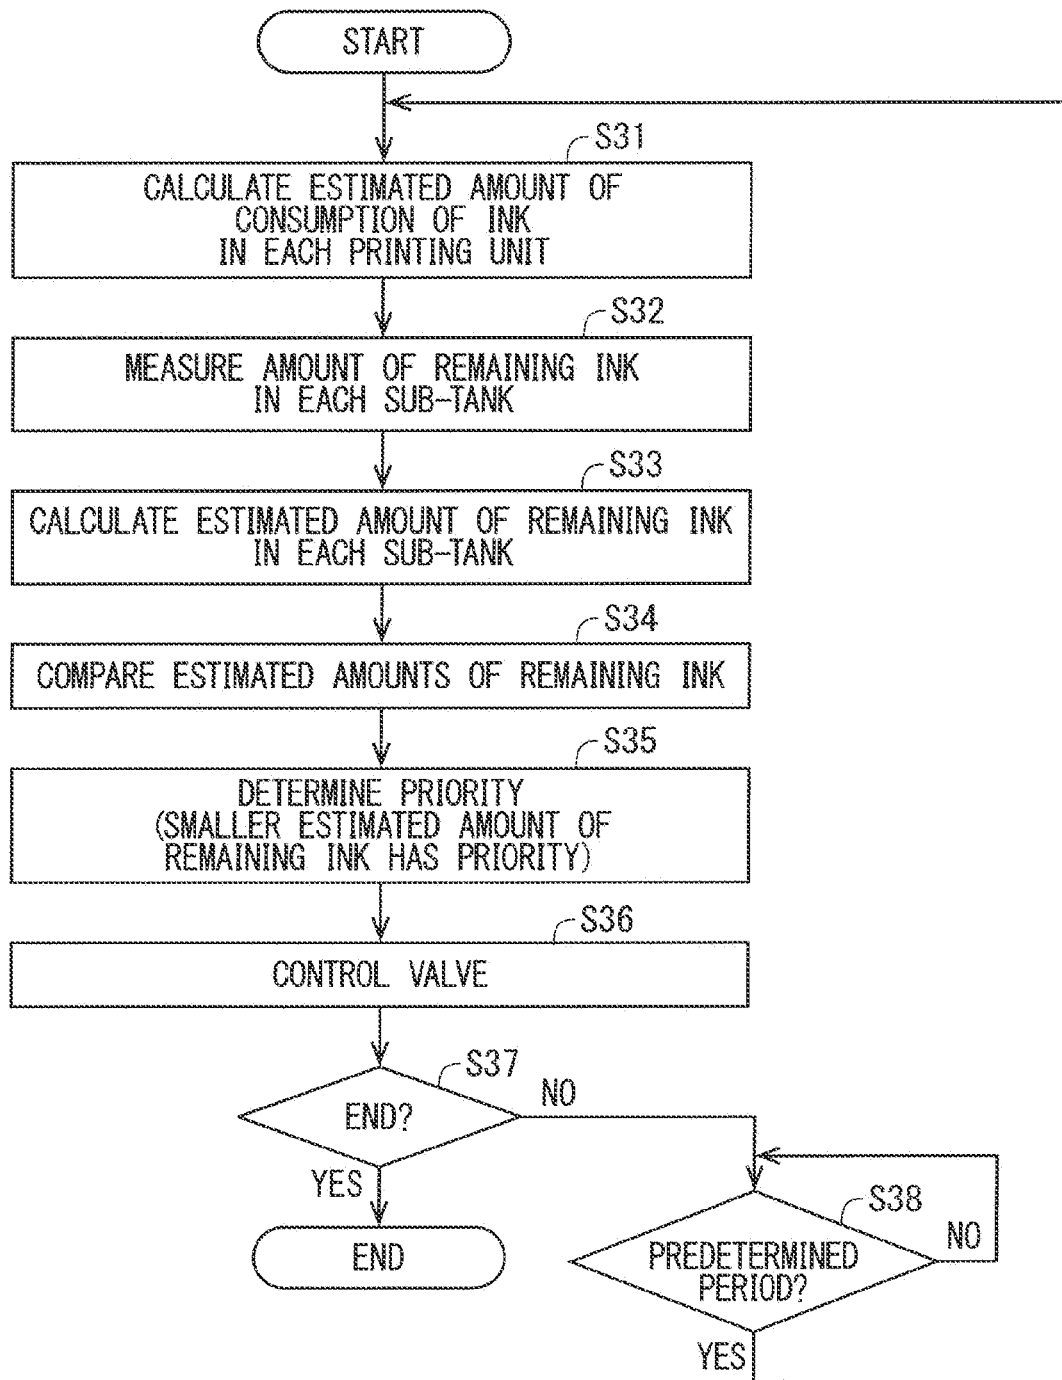 START
S31
CALCULATE ESTIMATED AMOUNT OF
CONSUMPTION OF INK
IN EACH PRINTING UNIT
S32
MEASURE AMOUNT OF REMAINING INK
IN EACH SUB-TANK
S33
CALCULATE ESTIMATED AMOUNT OF REMAINING INK
IN EACH SUB-TANK
S34
COMPARE ESTIMATED AMOUNTS OF REMAINING INK
S35
DETERMINE PRIORITY
(SMALLER ESTIMATED AMOUNT OF
REMAINING INK HAS PRIORITY)
S36
CONTROL VALVE
S37
END?
NO
YES
END
S38
PREDETERMINED
PERIOD?
NO
YES